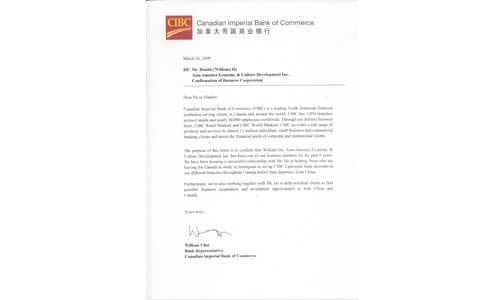 CIBC
Canadian Imperial Bank of Commerce
加拿大帝国商业银行
March 24, 2009
RE: Mr. Huabin (William) He
Asia-America Economy & Culture Development Inc.,
Confirmation of Business Cooperation
Dear Sir or Madam:
Canadian Imperial Bank of Commerce (CIBC) is a leading North American financial
institution serving clients in Canada and around the world. CIBC has 1,050 branches
across Canada and nearly 40,000 employees worldwide. Through our distinct business
lines, CIBC Retail Markets and CIBC World Markets. CIBC provides a full range of
products and services to almost 11 million individual, small business and commercial
banking clients and meets the financial needs of corporate and institutional clients.
The purpose of this letter is to confirm that William He, Asia-America Economy &
Culture Development Inc. has been one of our business partners for the past 6 years.
We have been keeping a successful relationship with Mr. He in helping those who are
leaving for Canada to study or immigrant to set up CIBC's personal bank accounts at
our different branches throughout Canada before their departure from China.
Furthermore, we're also working together with Mr. He to help potential clients to find
possible business cooperation and investment opportunities in both China and
Canada.
Yours truly,
William Choi
Bank Representative
Canadian Imperial Bank of Commerce